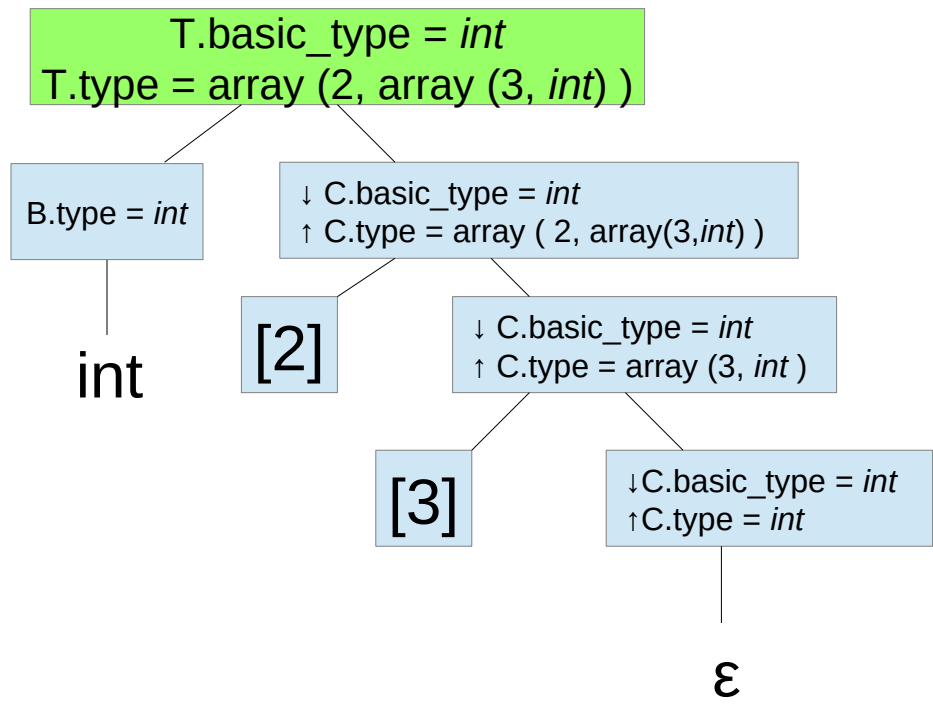 T.basic_type = int
T.type = array (2, array (3, int) )
B.type = int
↓ C.basic_type = int
↑ C.type = array ( 2, array(3,int) )
int
[2]
↓ C.basic_type = int
↑ C.type = array (3, int )
[3]
↓C.basic_type = int
↑C.type = int
ε